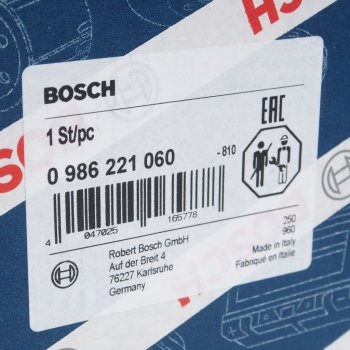 BOSCH
EAC
1 St/pc
0 986 221 060
-810
4 047025 165778
Robert Bosch GmbH
Auf der Breit 4
76227 Karlsruhe
Germany
250
960
Made in Italy
Fabriqué en Italie